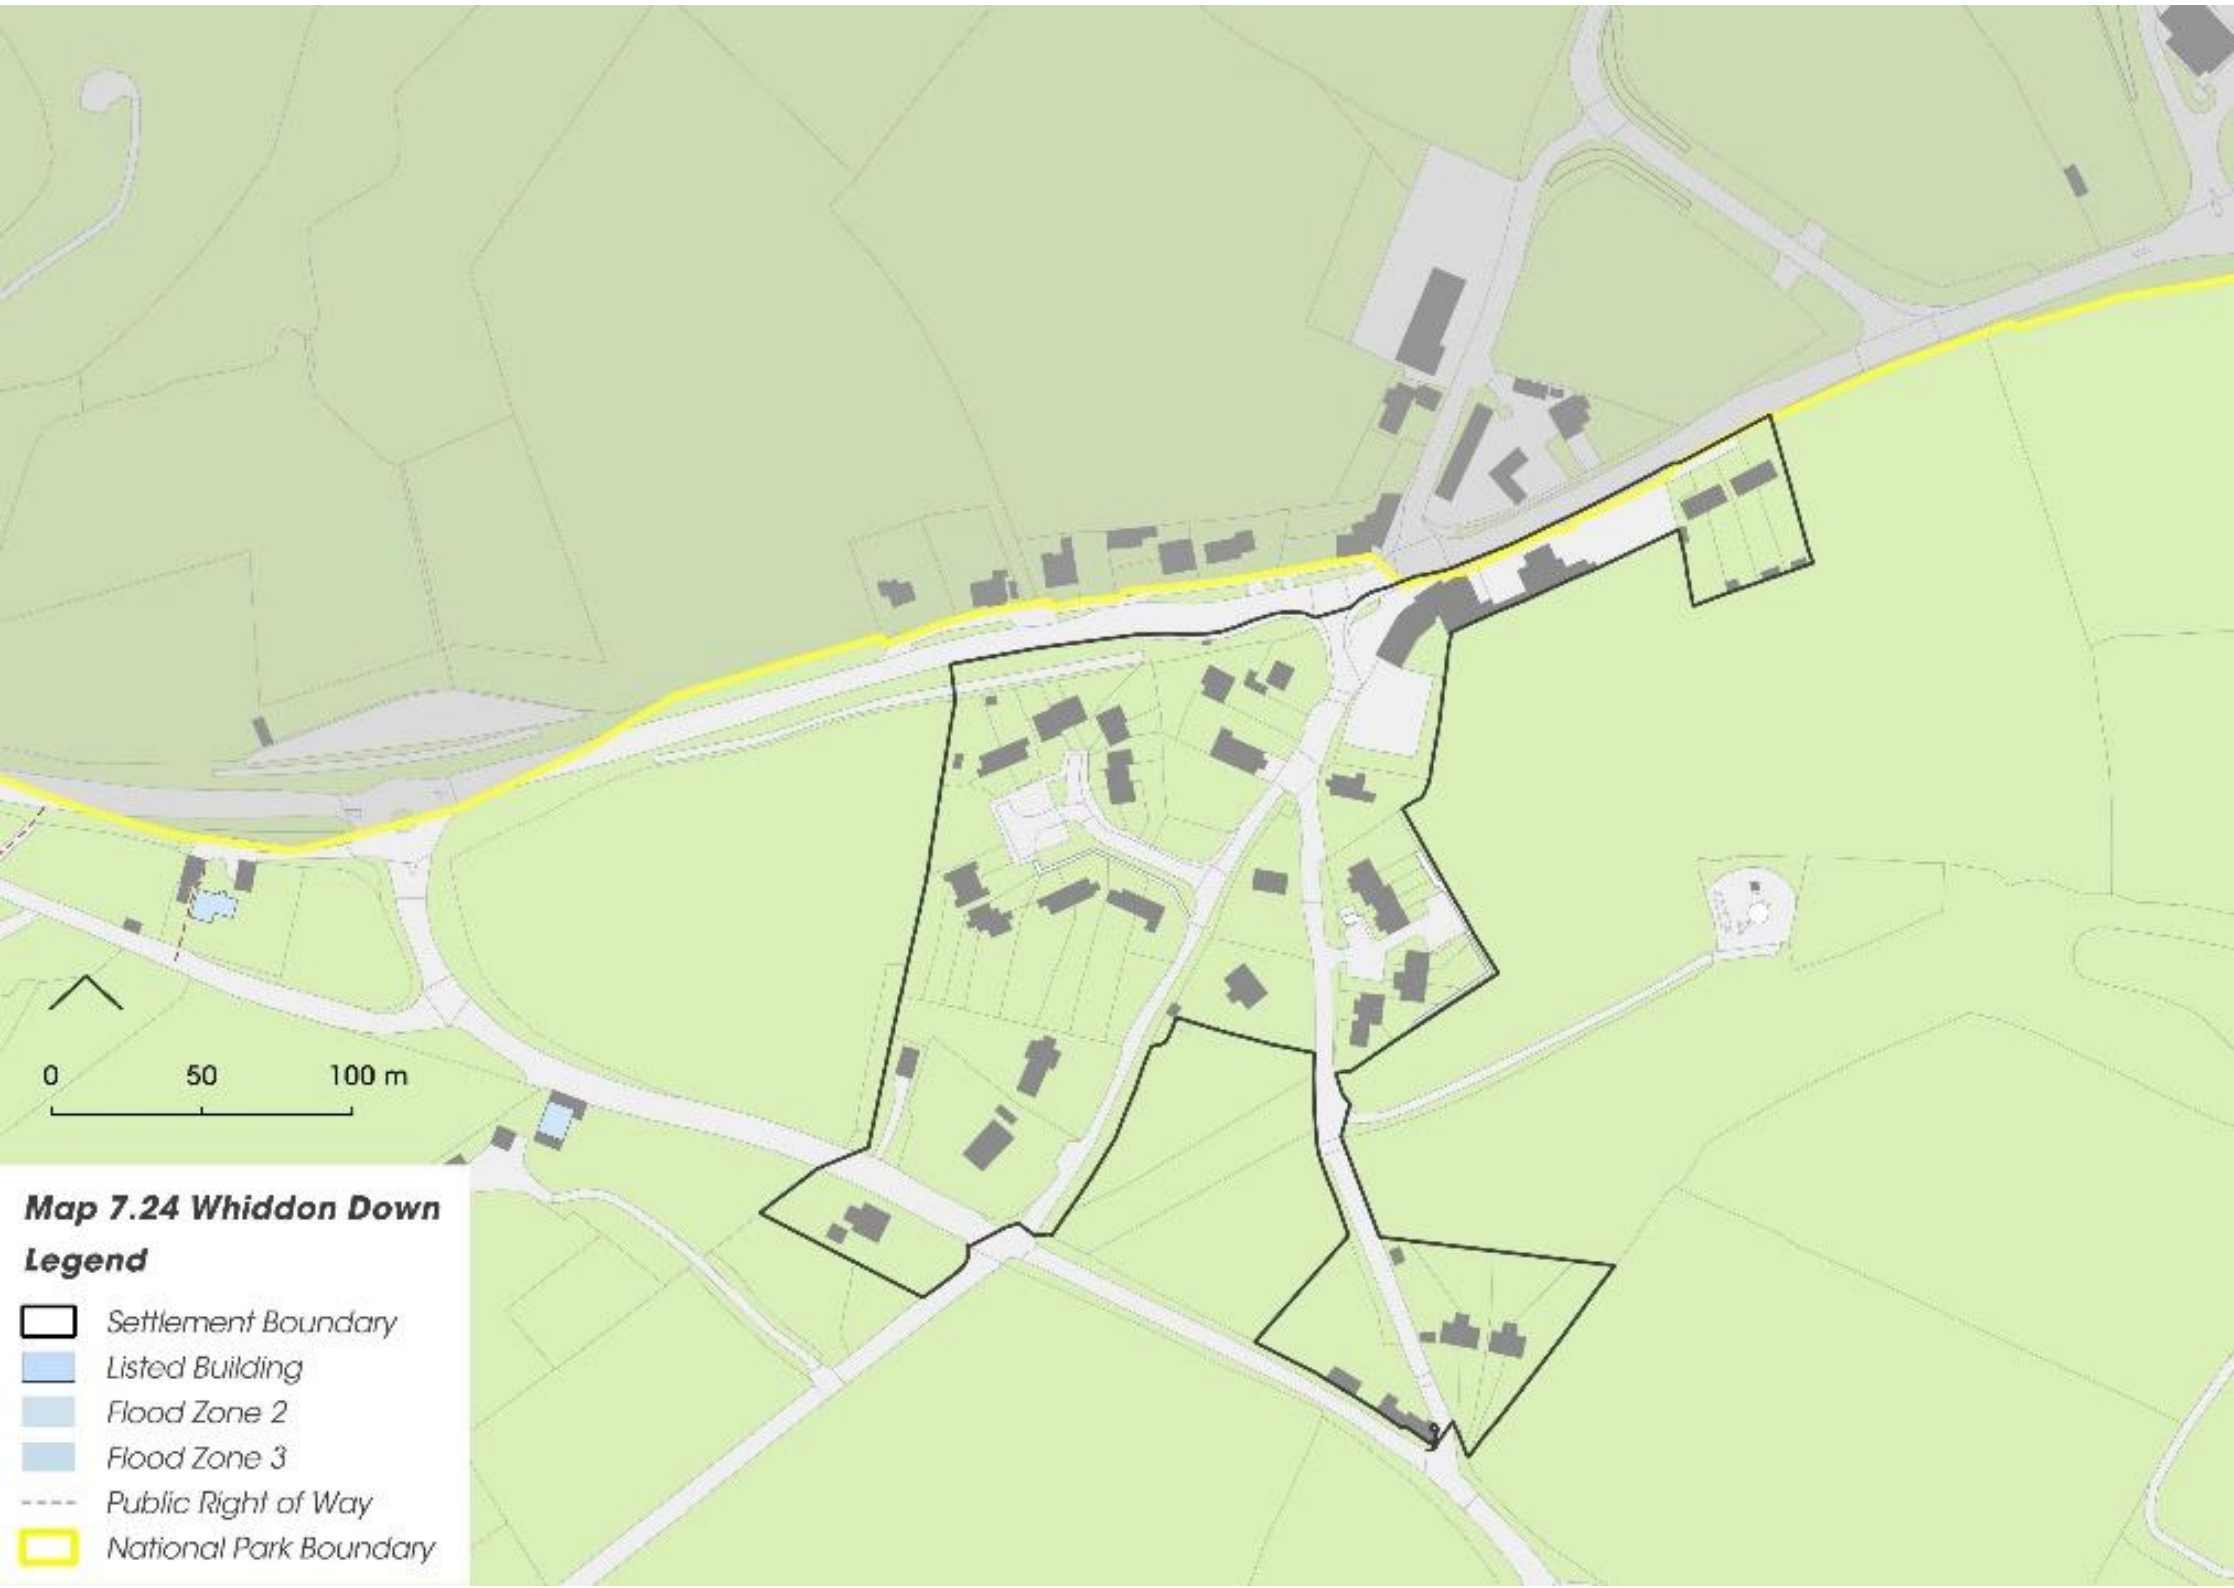 0 50 100 m
Map 7.24 Whiddon Down
Legend
Settlement Boundary
Listed Building
Flood Zone 2
Flood Zone 3
Public Right of Way
National Park Boundary